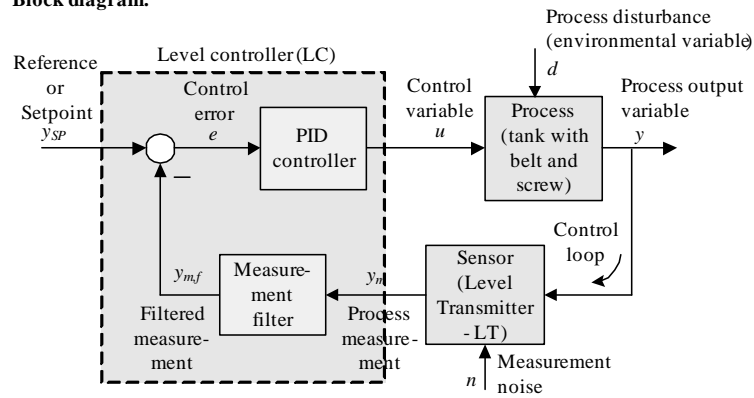 Block diagram:
Process disturbance
(environmental variable)
d
Level controller (LC)
Reference
or
Setpoint
ySP
Control
error
e
PID
controller
Control
variable
u
Process
(tank with
belt and
screw)
Process output
variable
y
Control
loop
Sensor
(Level
Transmitter
- LT)
Measurement
noise
n
ym
Process
measure-
ment
Measure-
ment
filter
ym,f
Filtered
measure-
ment